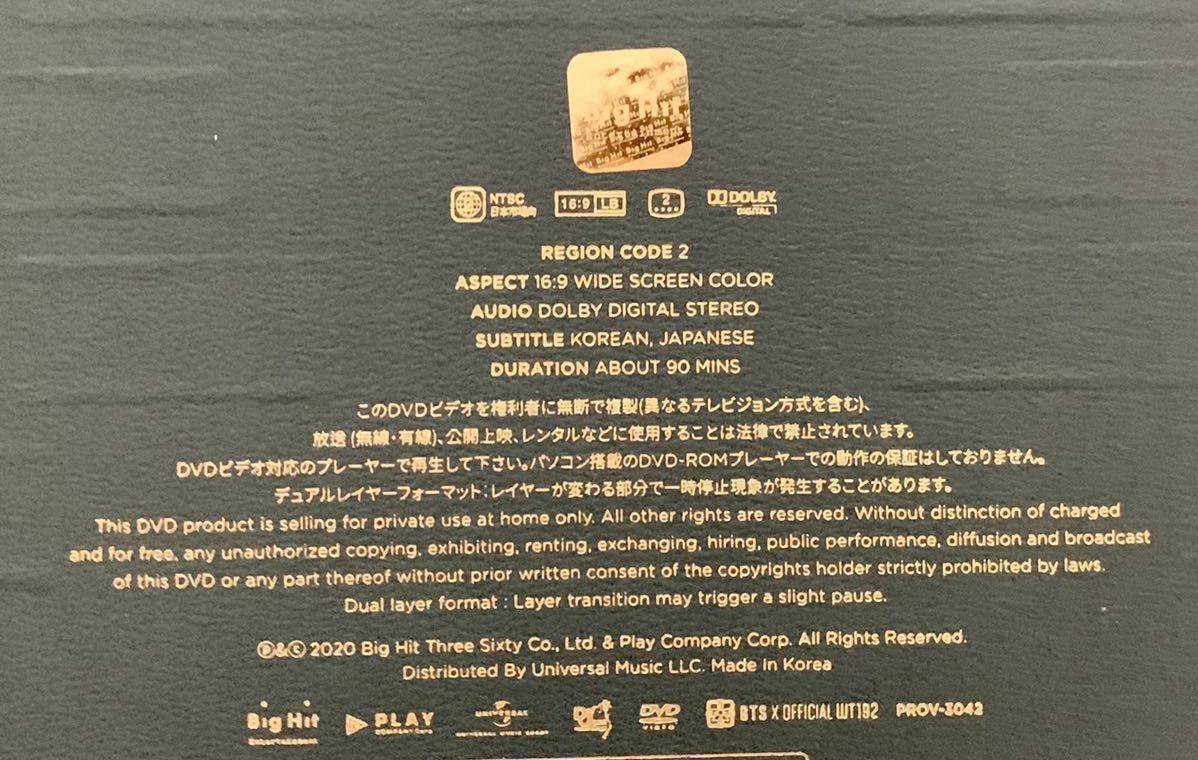 Big Hit
NTSC
日本市場向
16:9 LB
2
DOLBY
DIGITAL
REGION CODE 2
ASPECT 16:9 WIDE SCREEN COLOR
AUDIO DOLBY DIGITAL STEREO
SUBTITLE KOREAN, JAPANESE
DURATION ABOUT 90 MINS
このDVDビデオを権利者に無断で複製(異なるテレビジョン方式を含む)、
放送 (無線・有線)、公開上映、レンタルなどに使用することは法律で禁止されています。
DVDビデオ対応のプレーヤーで再生して下さい。パソコン搭載のDVD-ROMプレーヤーでの動作の保証はしておりません。
デュアルレイヤーフォーマット：レイヤーが変わる部分で一時停止現象が発生することがあります。
This DVD product is selling for private use at home only. All other rights are reserved. Without distinction of charged
and for free, any unauthorized copying, exhibiting, renting, exchanging, hiring, public performance, diffusion and broadcast
of this DVD or any part thereof without prior written consent of the copyrights holder strictly prohibited by laws.
Dual layer format : Layer transition may trigger a slight pause.
Ⓟ&Ⓒ 2020 Big Hit Three Sixty Co., Ltd. & Play Company Corp. All Rights Reserved.
Distributed By Universal Music LLC. Made In Korea
Big Hit
Entertainment
PLAY
COMPANY Corp.
UNIVERSAL
UNIVERSAL MUSIC GROUP
DVD
VIDEO
BTS X OFFICIAL WT192
PROV-3042